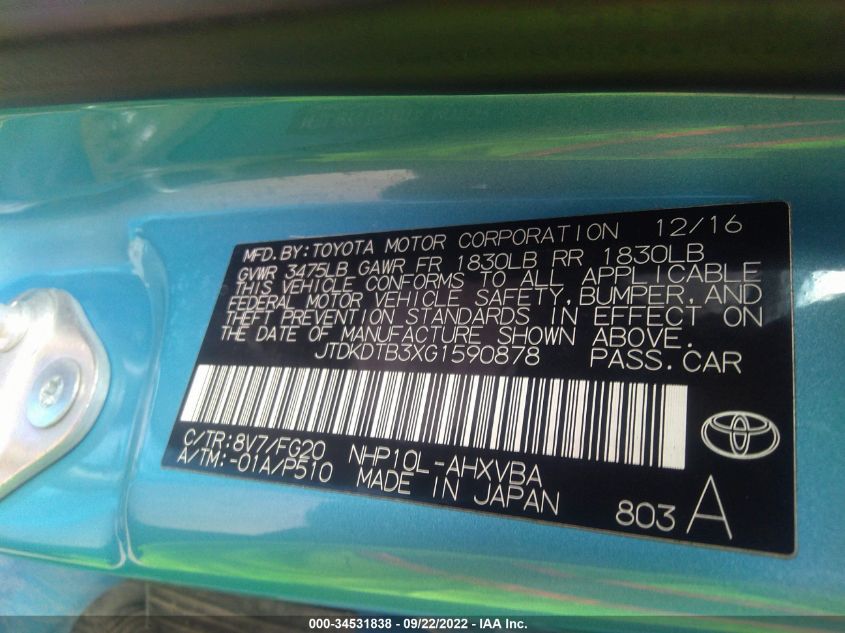 MFD. BY: TOYOTA MOTOR CORPORATION 12/16
GVWR 3475LB GAWR FR 1830LB RR 1830LB
THIS VEHICLE CONFORMS TO ALL APPLICABLE
FEDERAL MOTOR VEHICLE SAFETY, BUMPER, AND
THEFT PREVENTION STANDARDS IN EFFECT ON
THE DATE OF MANUFACTURE SHOWN ABOVE.
JTDKDTB3XG1590878 PASS. CAR
C/TR: 8V7/FG20 NHP10L-AHXVBA
A/TM: -01A/P510 MADE IN JAPAN
803 A
000-34531838 - 09/22/2022 - IAA Inc.